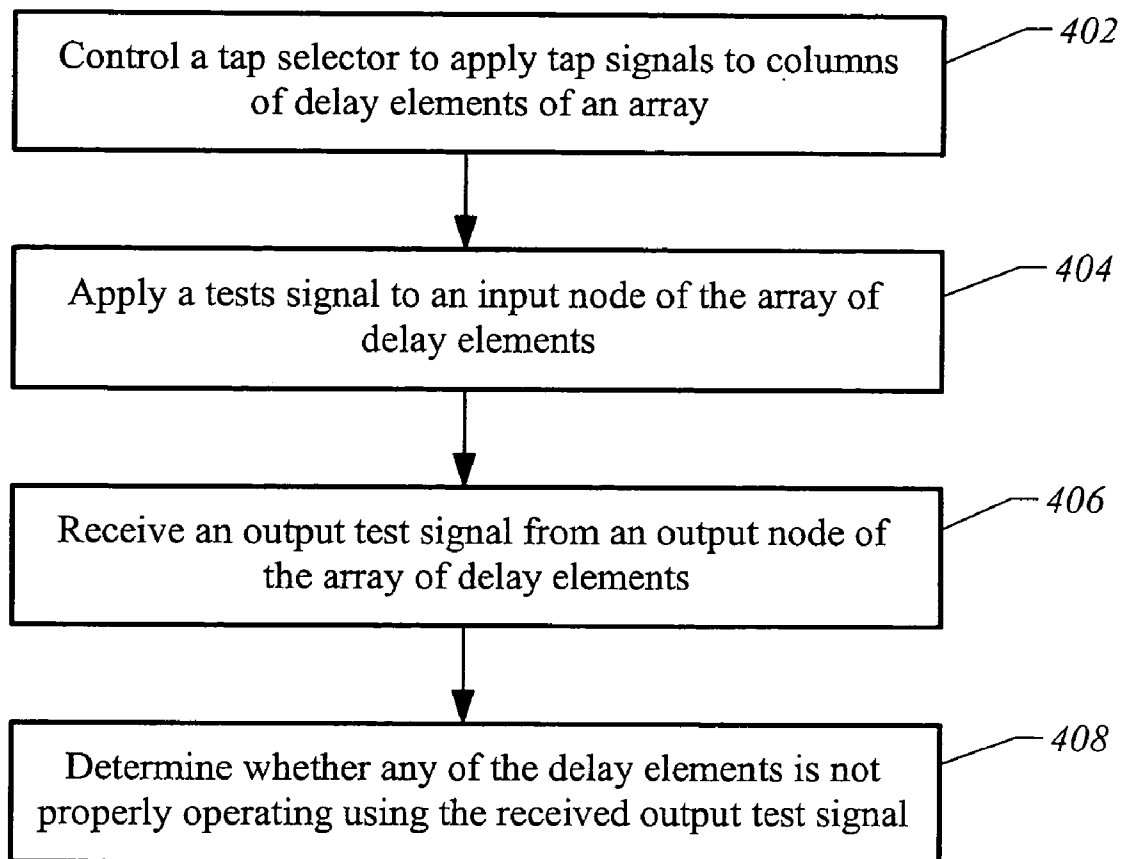 402
Control a tap selector to apply tap signals to columns
of delay elements of an array
404
Apply a tests signal to an input node of the array of
delay elements
406
Receive an output test signal from an output node of
the array of delay elements
408
Determine whether any of the delay elements is not
properly operating using the received output test signal